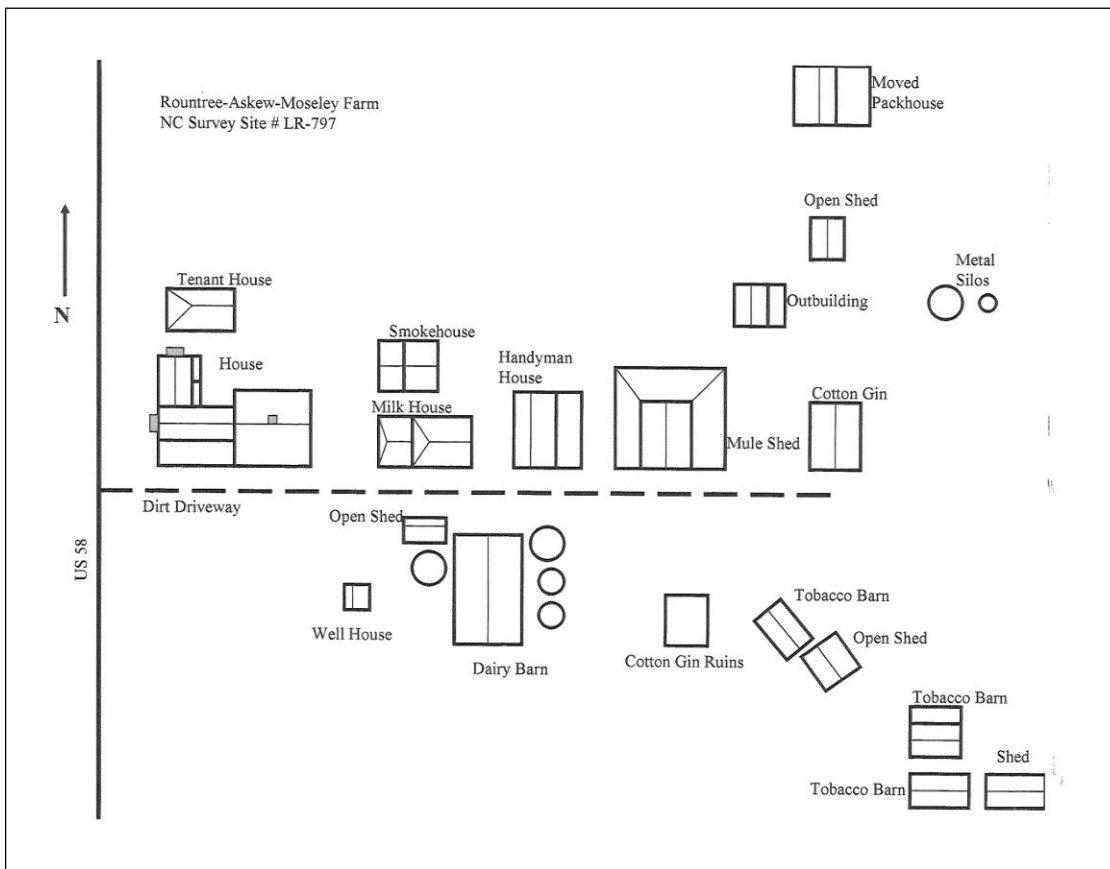 Rountree-Askew-Moseley Farm
NC Survey Site # LR-797
Moved
Packhouse
Open Shed
Metal
Silos
Outbuilding
N
Tenant House
House
Smokehouse
Milk House
Handyman
House
Mule Shed
Cotton Gin
Dirt Driveway
US 58
Open Shed
Well House
Dairy Barn
Cotton Gin Ruins
Tobacco Barn
Open Shed
Tobacco Barn
Shed
Tobacco Barn